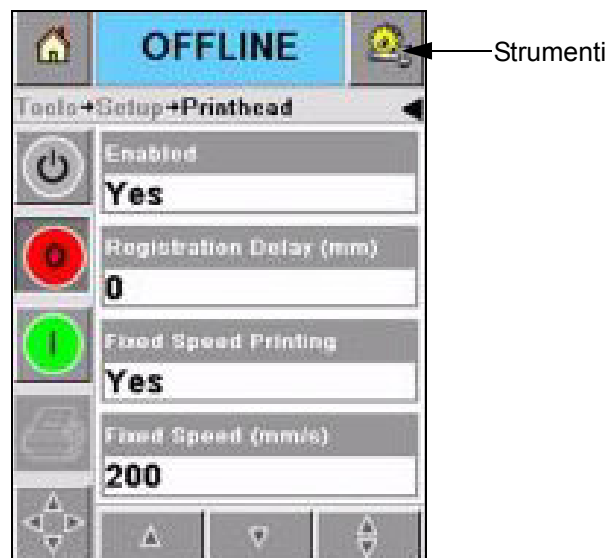 OFFLINE
Strumenti
Tools→Setup→Printhead
Enabled
Yes
Registration Delay (mm)
0
Fixed Speed Printing
Yes
Fixed Speed (mm/s)
200